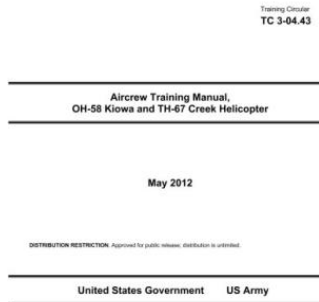 Training Circular
TC 3-04.43
Aircrew Training Manual,
OH-58 Kiowa and TH-67 Creek Helicopter
May 2012
DISTRIBUTION RESTRICTION: Approved for public release; distribution is unlimited.
United States Government US Army